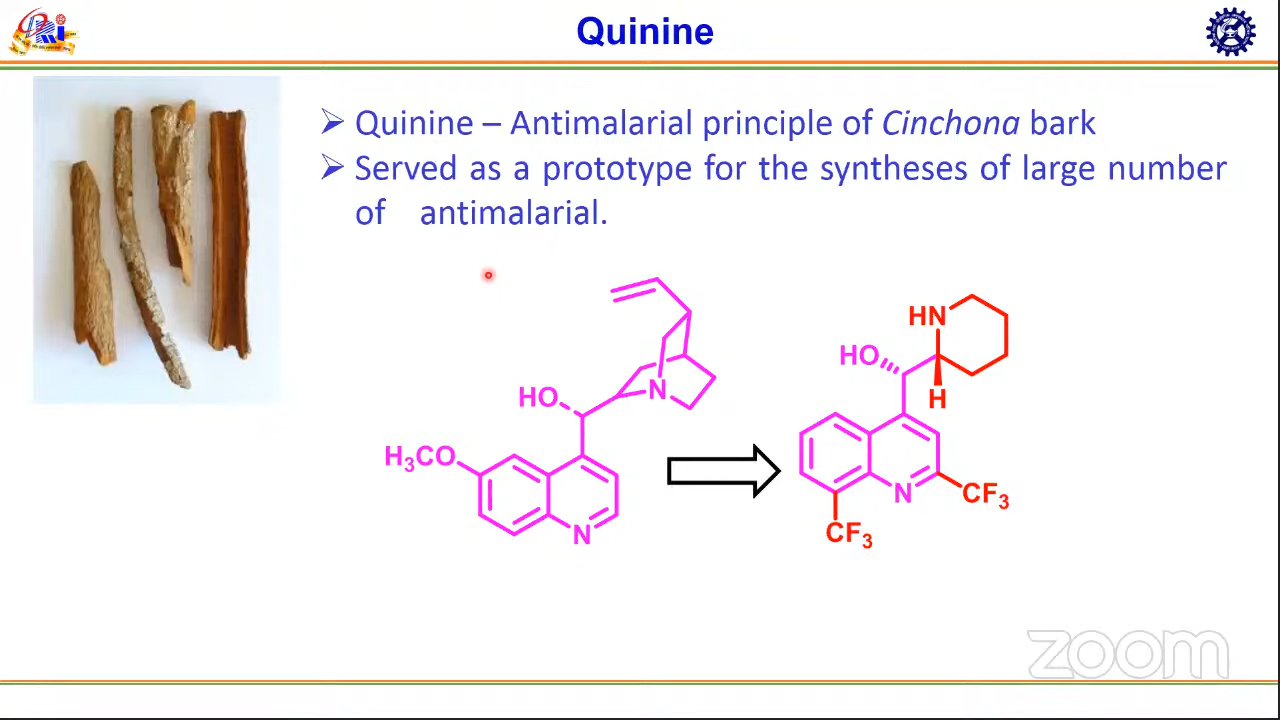 Quinine
➢ Quinine – Antimalarial principle of Cinchona bark
➢ Served as a prototype for the syntheses of large number
of antimalarial.
HO
N
H₃CO
N
HN
HO
H
N
CF₃
CF₃
zoom